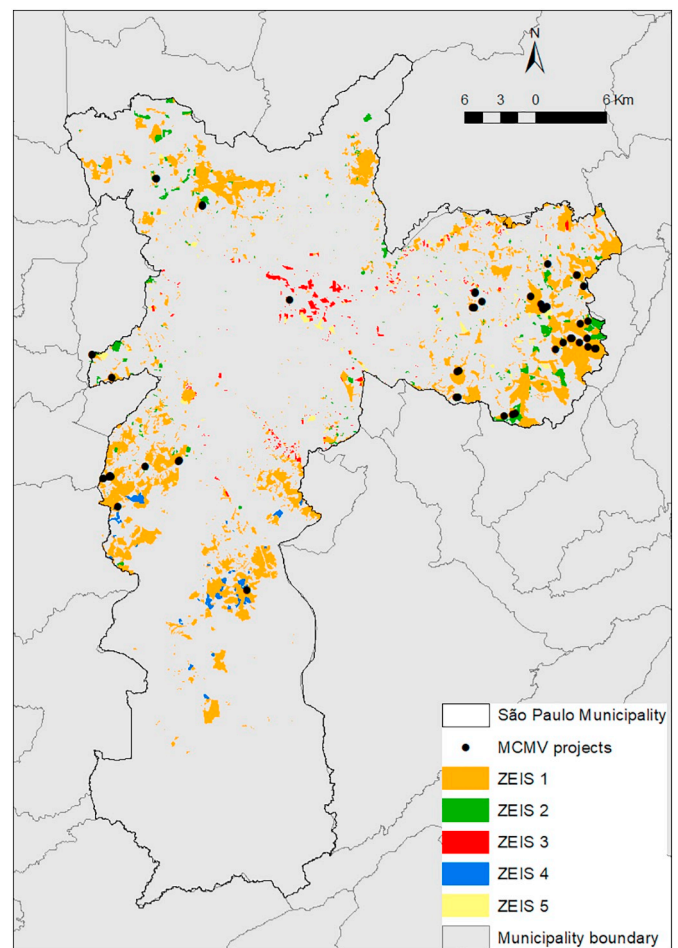 N
6 3 0 6 Km
São Paulo Municipality
MCMV projects
ZEIS 1
ZEIS 2
ZEIS 3
ZEIS 4
ZEIS 5
Municipality boundary